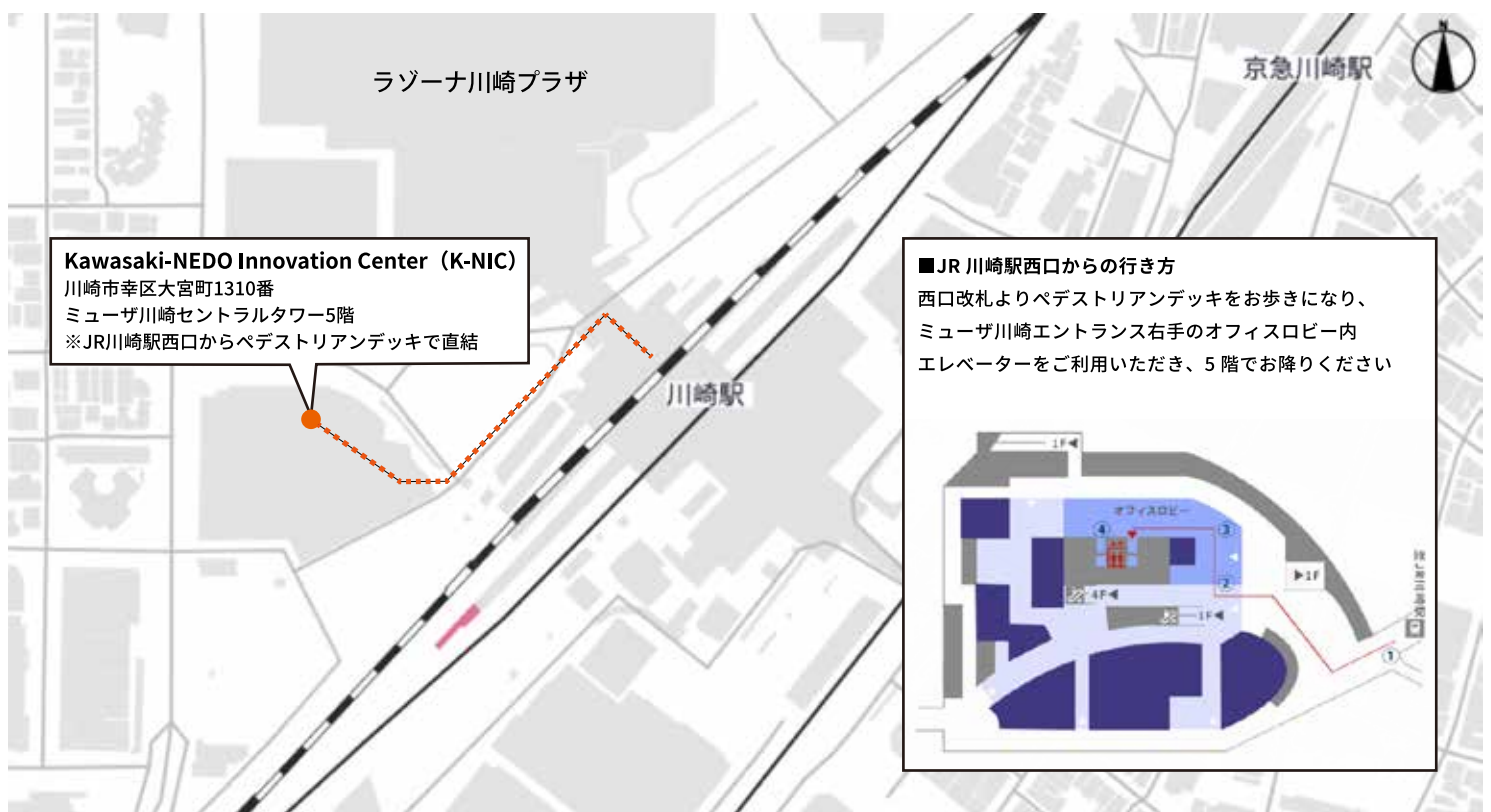 ラゾーナ川崎プラザ
京急川崎駅
N
Kawasaki-NEDO Innovation Center（K-NIC）
川崎市幸区大宮町1310番
ミューザ川崎セントラルタワー5階
※JR川崎駅西口からペデストリアンデッキで直結
川崎駅
■JR 川崎駅西口からの行き方
西口改札よりペデストリアンデッキをお歩きになり、
ミューザ川崎エントランス右手のオフィスロビー内
エレベーターをご利用いただき、5 階でお降りください
1F◀
オフィスロビー
④
③
▶1F
②
4F◀
1F◀
①